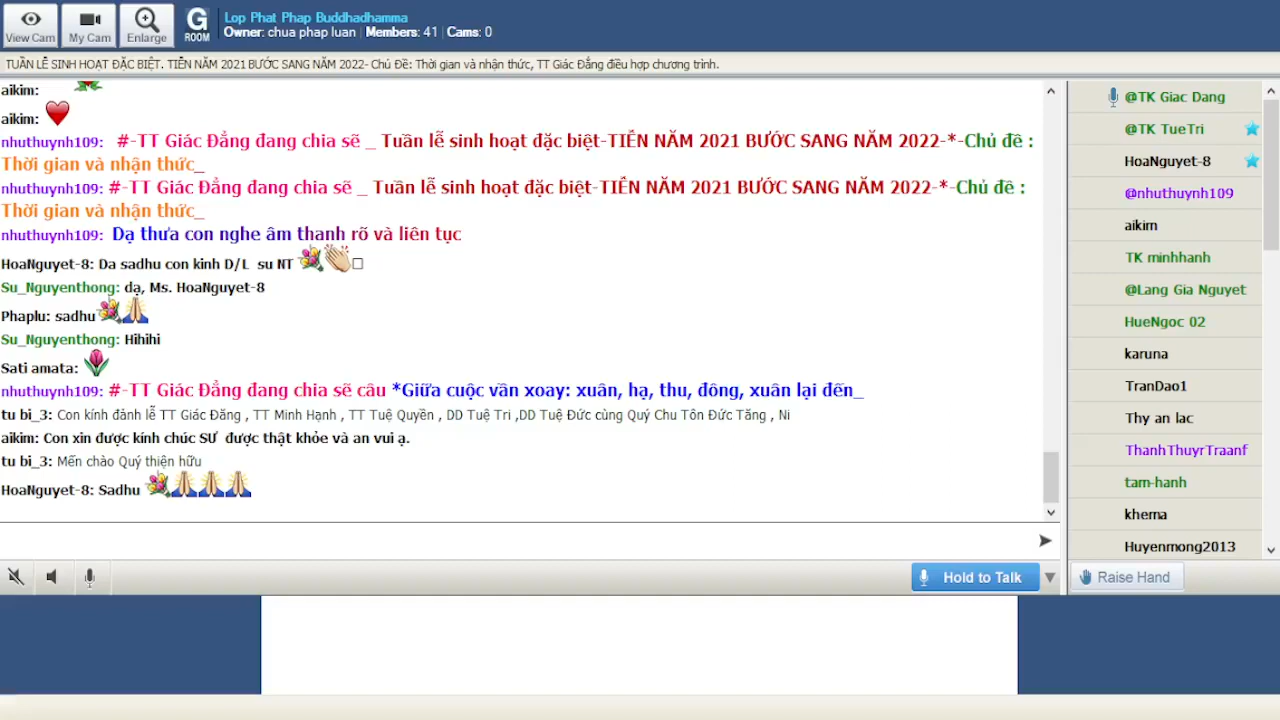 View Cam
My Cam
Enlarge
G
ROOM
Lop Phat Phap Buddhadhamma
Owner: chua phap luan | Members: 41 | Cams: 0
TUẦN LỄ SINH HOẠT ĐẶC BIỆT. TIỄN NĂM 2021 BƯỚC SANG NĂM 2022- Chủ Đề: Thời gian và nhận thức, TT Giác Đẳng điều hợp chương trình.
aikim:
aikim:
nhuthuynh109: #-TT Giác Đẳng đang chia sẽ _ Tuần lễ sinh hoạt đặc biệt-TIỄN NĂM 2021 BƯỚC SANG NĂM 2022-*-Chủ đề :
Thời gian và nhận thức_
nhuthuynh109: #-TT Giác Đẳng đang chia sẽ _ Tuần lễ sinh hoạt đặc biệt-TIỄN NĂM 2021 BƯỚC SANG NĂM 2022-*-Chủ đề :
Thời gian và nhận thức_
nhuthuynh109: Dạ thưa con nghe âm thanh rõ và liên tục
HoaNguyet-8: Da sadhu con kinh D/L su NT
Su_Nguyenthong: dạ, Ms. HoaNguyet-8
Phaplu: sadhu
Su_Nguyenthong: Hihihi
Sati amata:
nhuthuynh109: #-TT Giác Đẳng đang chia sẽ câu *Giữa cuộc vần xoay: xuân, hạ, thu, đông, xuân lại đến_
tu bi_3: Con kính đảnh lễ TT Giác Đăng , TT Minh Hạnh , TT Tuệ Quyền , DD Tuệ Tri ,DD Tuệ Đức cùng Quý Chu Tôn Đức Tăng , Ni
aikim: Con xin được kính chúc SƯ được thật khỏe và an vui ạ.
tu bi_3: Mến chào Quý thiện hữu
HoaNguyet-8: Sadhu
@TK Giac Dang
@TK TueTri
HoaNguyet-8
@nhuthuynh109
aikim
TK minhhanh
@Lang Gia Nguyet
HueNgoc 02
karuna
TranDao1
Thy an lac
ThanhThuyrTraanf
tam-hanh
khema
Huyenmong2013
Hold to Talk
Raise Hand